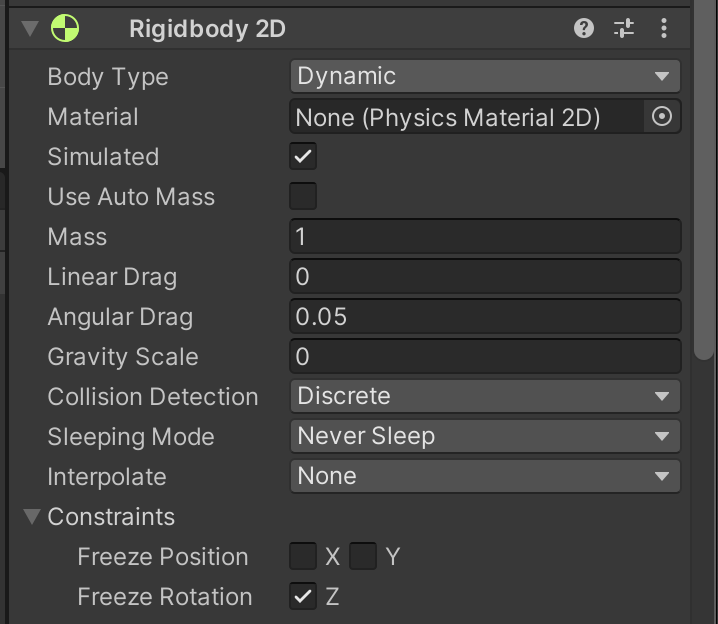 Rigidbody 2D
Body Type Dynamic
Material None (Physics Material 2D)
Simulated
Use Auto Mass
Mass 1
Linear Drag 0
Angular Drag 0.05
Gravity Scale 0
Collision Detection Discrete
Sleeping Mode Never Sleep
Interpolate None
Constraints
Freeze Position X Y
Freeze Rotation Z